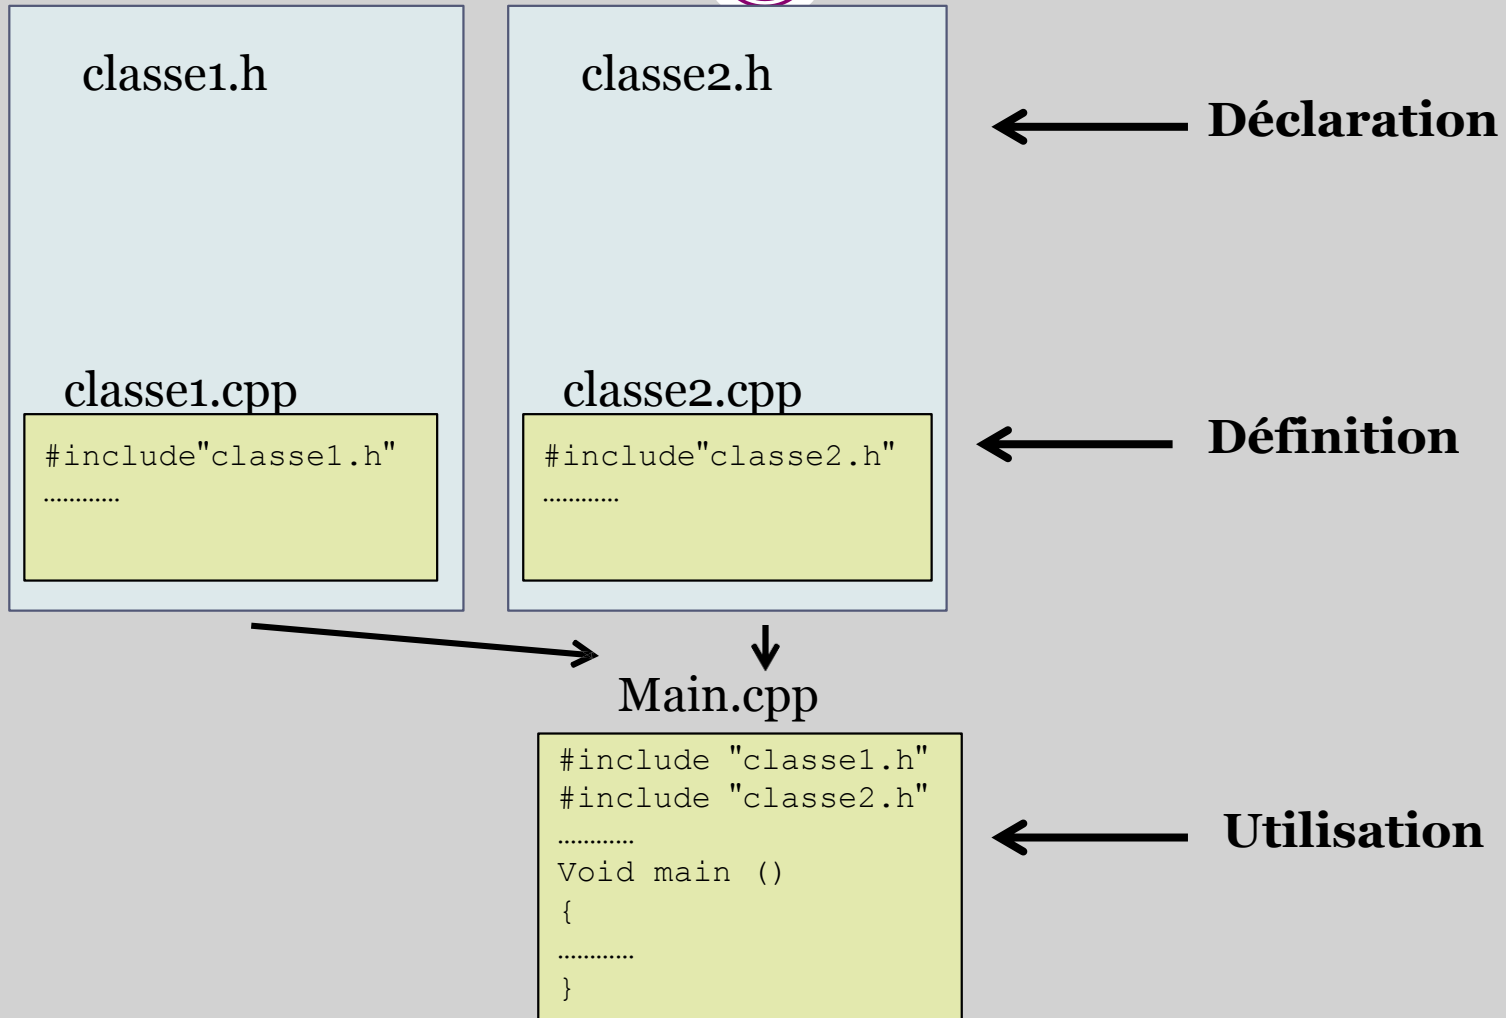 classe1.h
classe2.h
Déclaration
classe1.cpp
classe2.cpp
#include"classe1.h"
…………
#include"classe2.h"
…………
Définition
Main.cpp
#include "classe1.h"
#include "classe2.h"
…………
Void main ()
{
…………
}
Utilisation